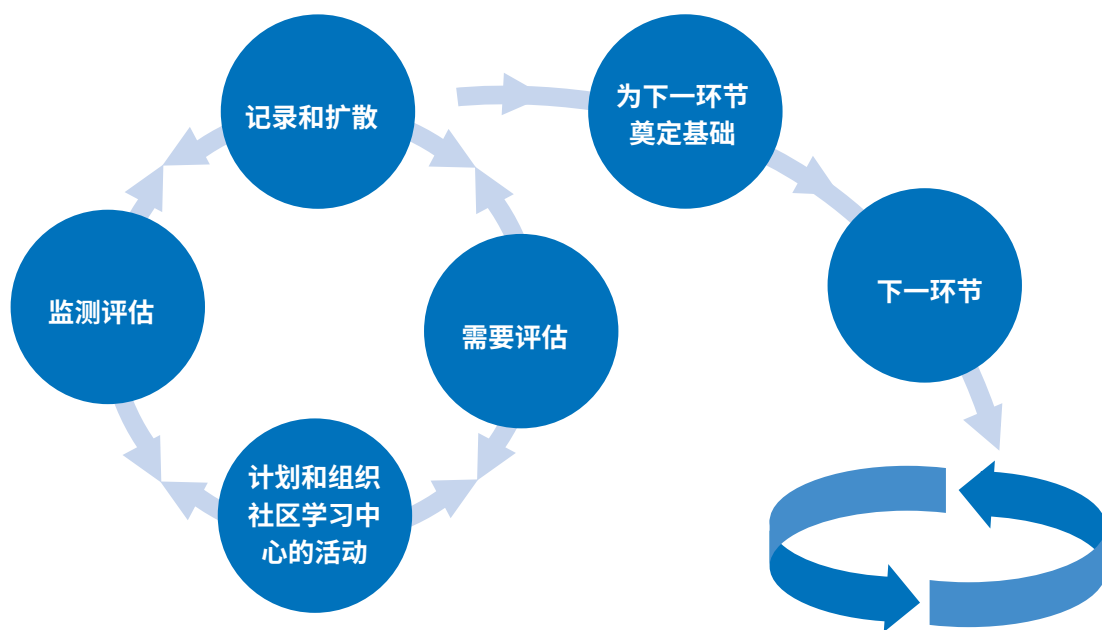 记录和扩散
为下一环节
奠定基础
下一环节
监测评估
需要评估
计划和组织
社区学习中
心的活动